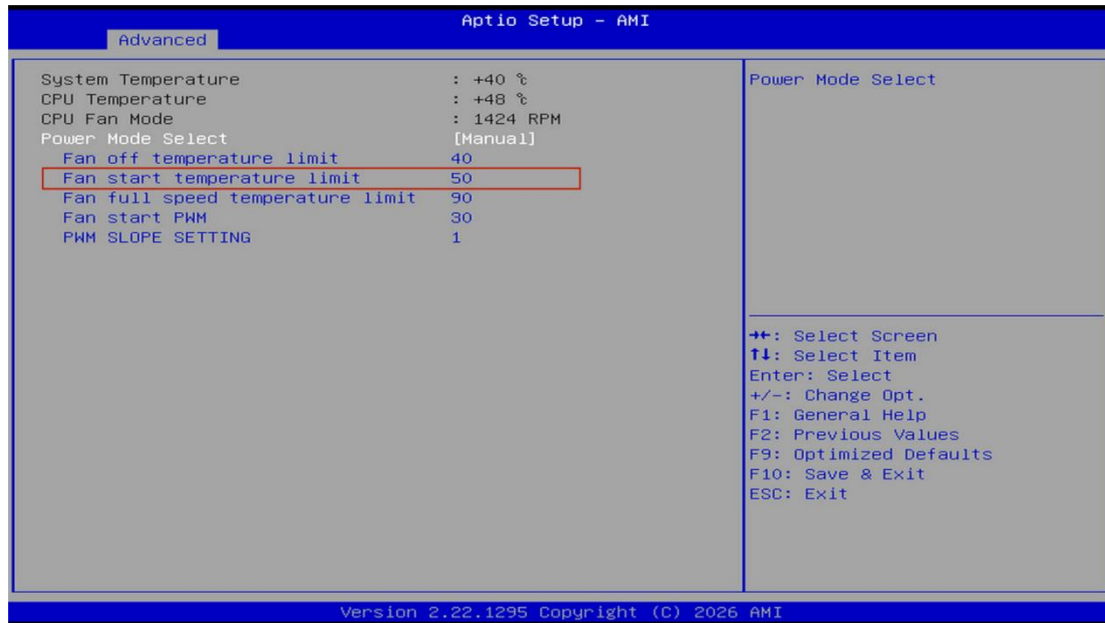 Aptio Setup – AMI
Advanced
System Temperature : +40 ℃
CPU Temperature : +48 ℃
CPU Fan Mode : 1424 RPM
Power Mode Select [Manual]
Fan off temperature limit 40
Fan start temperature limit 50
Fan full speed temperature limit 90
Fan start PWM 30
PWM SLOPE SETTING 1
Power Mode Select
→←: Select Screen
↑↓: Select Item
Enter: Select
+/-: Change Opt.
F1: General Help
F2: Previous Values
F9: Optimized Defaults
F10: Save & Exit
ESC: Exit
Version 2.22.1295 Copyright (C) 2026 AMI